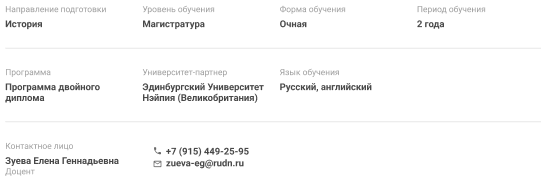 Направление подготовки
История
Уровень обучения
Магистратура
Форма обучения
Очная
Период обучения
2 года
Программа
Программа двойного
диплома
Университет-партнер
Эдинбургский Университет
Нэйпия (Великобритания)
Язык обучения
Русский, английский
Контактное лицо
Зуева Елена Геннадьевна
Доцент
+7 (915) 449-25-95
zueva-eg@rudn.ru